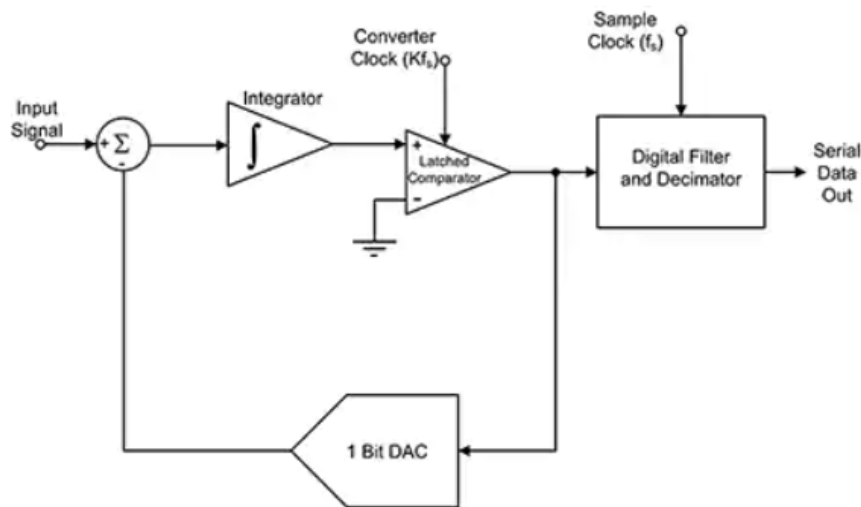 Input
Signal
+
Σ
-
Integrator
∫
Converter
Clock (Kfs)
+
Latched
Comparator
-
Sample
Clock (fs)
Digital Filter
and Decimator
Serial
Data
Out
1 Bit DAC